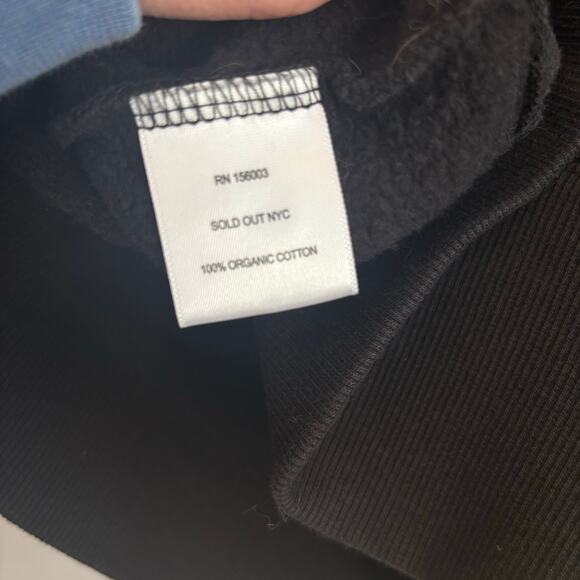 RN 156003
SOLD OUT NYC
100% ORGANIC COTTON